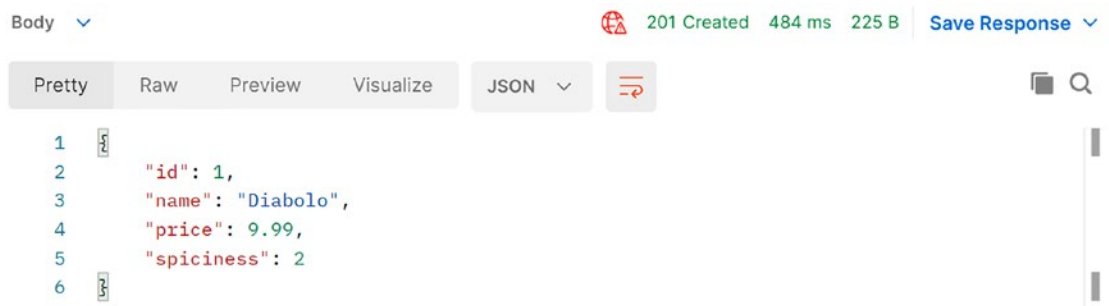 Body 201 Created 484 ms 225 B Save Response
Pretty Raw Preview Visualize JSON
1 {
2 "id": 1,
3 "name": "Diabolo",
4 "price": 9.99,
5 "spiciness": 2
6 }